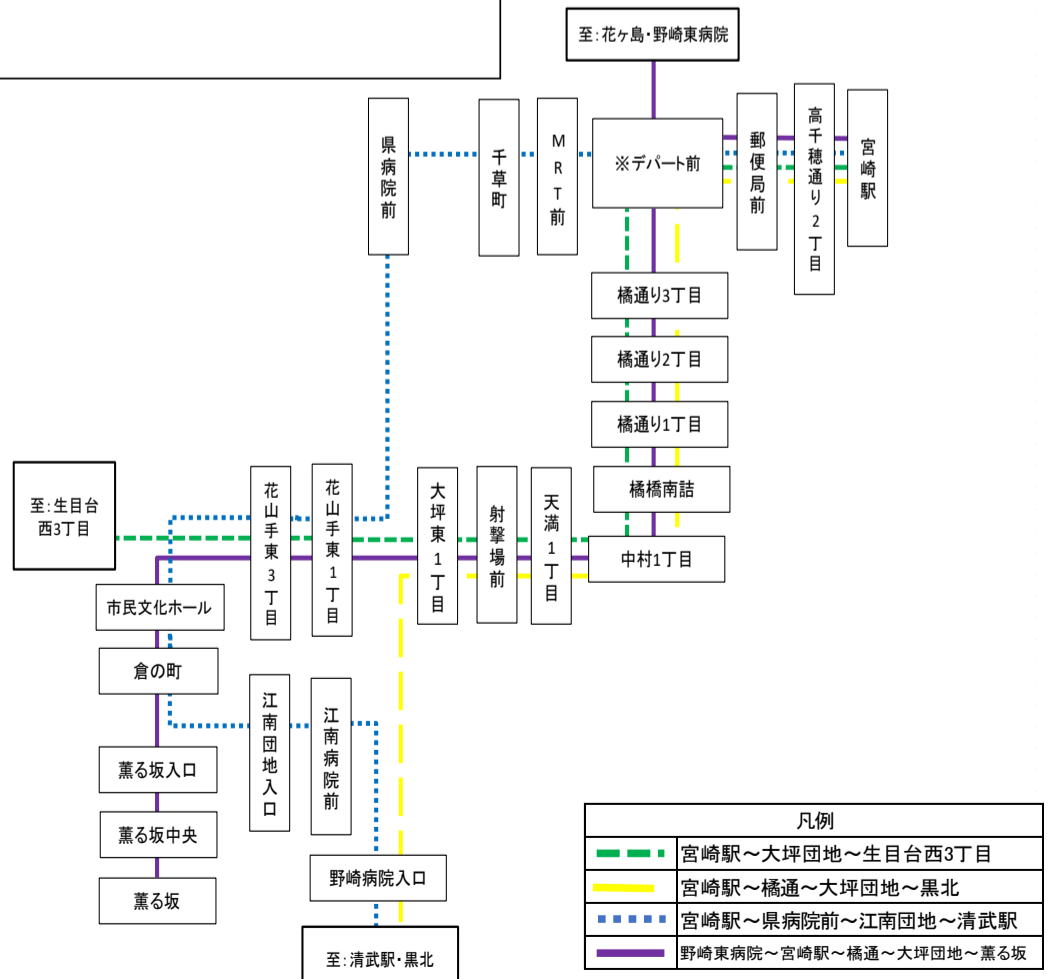 至：花ヶ島・野崎東病院
県病院前
千草町
MRT前
※デパート前
郵便局前
高千穂通り2丁目
宮崎駅
橘通り3丁目
橘通り2丁目
橘通り1丁目
橘橋南詰
中村1丁目
至：生目台
西3丁目
花山手東3丁目
花山手東1丁目
大坪東1丁目
射撃場前
天満1丁目
市民文化ホール
倉の町
江南団地入口
江南病院前
薫る坂入口
薫る坂中央
薫る坂
野崎病院入口
至：清武駅・黒北
凡例
宮崎駅～大坪団地～生目台西3丁目
宮崎駅～橘通～大坪団地～黒北
宮崎駅～県病院前～江南団地～清武駅
野崎東病院～宮崎駅～橘通～大坪団地～薫る坂